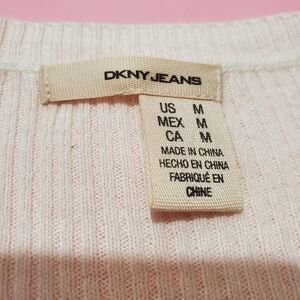 DKNY JEANS
US M
MEX M
CA M
MADE IN CHINA
HECHO EN CHINA
FABRIQUÉ EN
CHINE